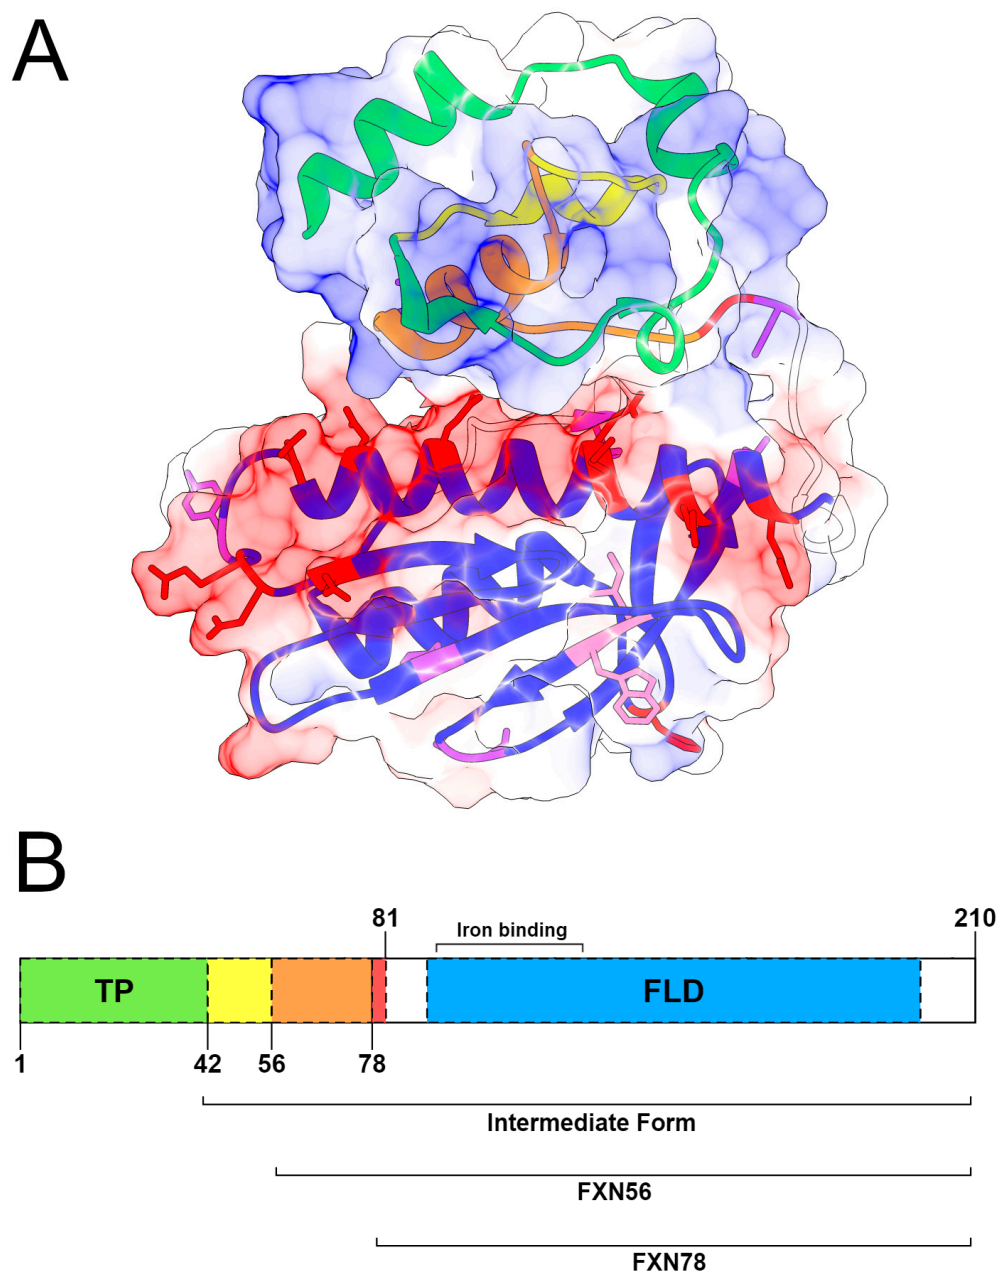 A
B
81
210
Iron binding
TP
FLD
1
42
56
78
Intermediate Form
FXN56
FXN78